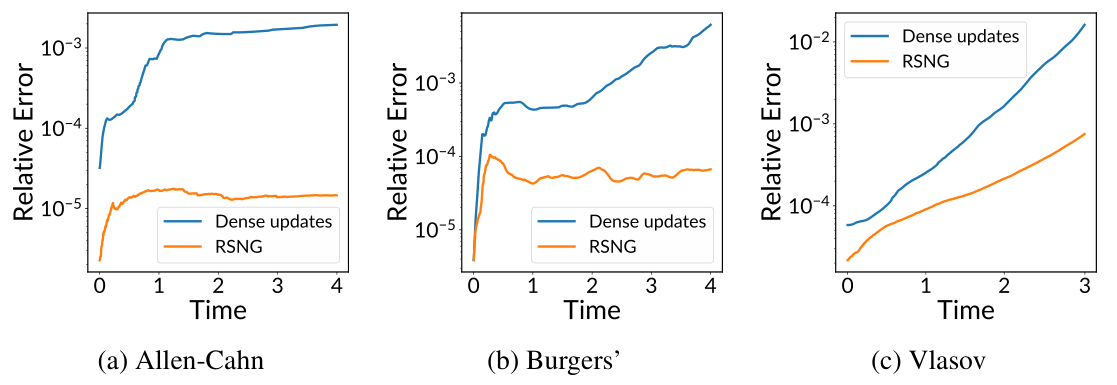 Relative Error
10⁻³
10⁻⁴
10⁻⁵
Dense updates
RSNG
0 1 2 3 4
Time
(a) Allen-Cahn
Relative Error
10⁻³
10⁻⁴
10⁻⁵
Dense updates
RSNG
0 1 2 3 4
Time
(b) Burgers’
Relative Error
10⁻²
10⁻³
10⁻⁴
Dense updates
RSNG
0 1 2 3
Time
(c) Vlasov